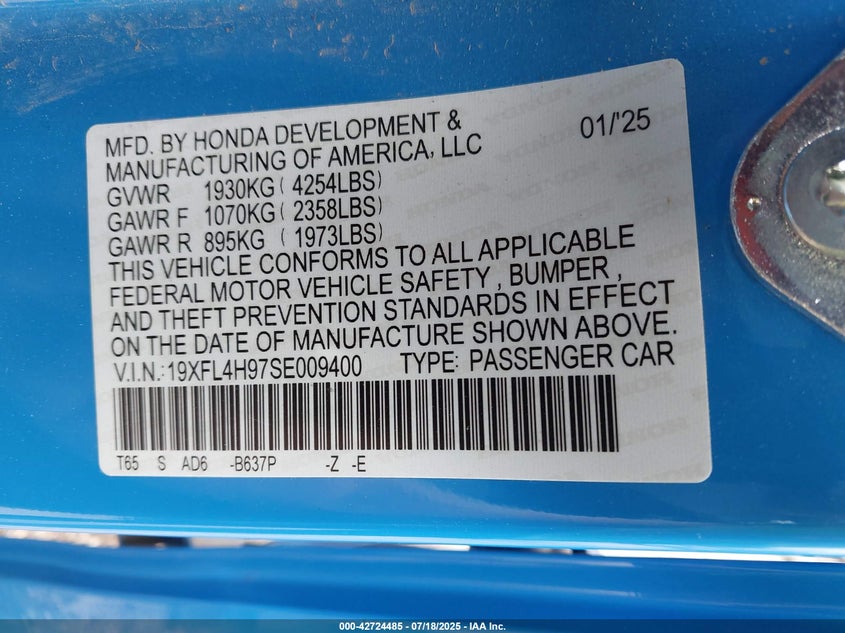 MFD. BY HONDA DEVELOPMENT &
MANUFACTURING OF AMERICA, LLC 01/'25
GVWR 1930KG ( 4254LBS)
GAWR F 1070KG ( 2358LBS)
GAWR R 895KG ( 1973LBS)
THIS VEHICLE CONFORMS TO ALL APPLICABLE
FEDERAL MOTOR VEHICLE SAFETY , BUMPER ,
AND THEFT PREVENTION STANDARDS IN EFFECT
ON THE DATE OF MANUFACTURE SHOWN ABOVE.
V.I.N.:19XFL4H97SE009400 TYPE: PASSENGER CAR
T65 S AD6 -B637P -Z -E
000-42724485 - 07/18/2025 - IAA Inc.